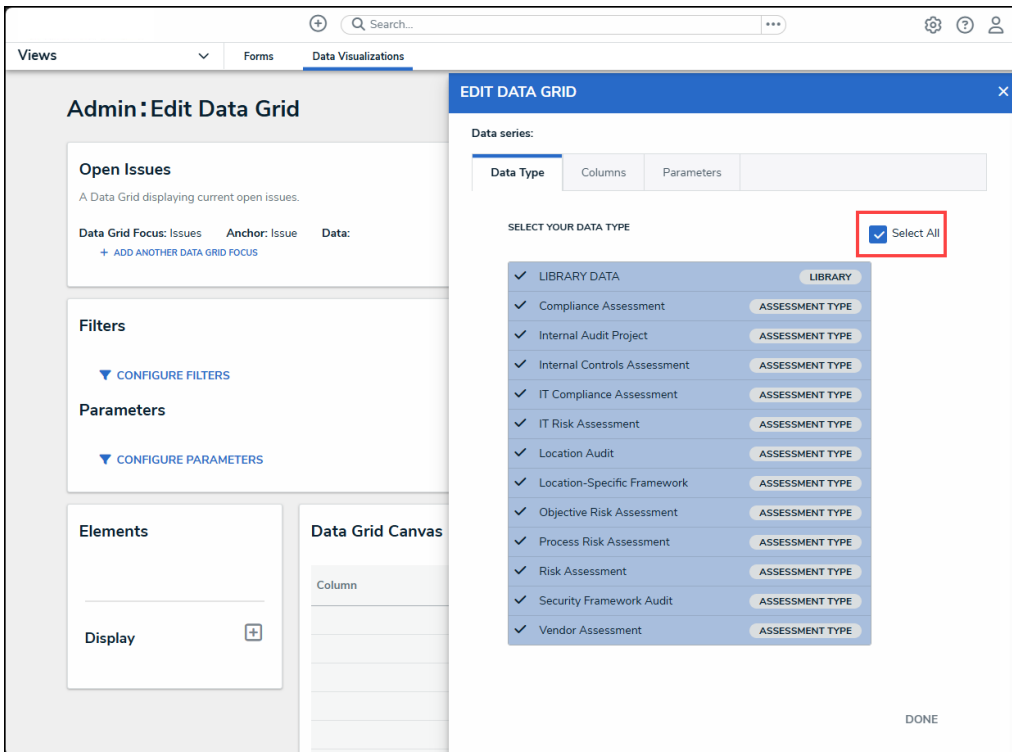 Search...
Views
Forms
Data Visualizations
Admin:Edit Data Grid
Open Issues
A Data Grid displaying current open issues.
Data Grid Focus: Issues Anchor: Issue Data:
+ ADD ANOTHER DATA GRID FOCUS
Filters
CONFIGURE FILTERS
Parameters
CONFIGURE PARAMETERS
Elements
Display
Data Grid Canvas
Column
EDIT DATA GRID
Data series:
Data Type
Columns
Parameters
SELECT YOUR DATA TYPE
Select All
LIBRARY DATA LIBRARY
Compliance Assessment ASSESSMENT TYPE
Internal Audit Project ASSESSMENT TYPE
Internal Controls Assessment ASSESSMENT TYPE
IT Compliance Assessment ASSESSMENT TYPE
IT Risk Assessment ASSESSMENT TYPE
Location Audit ASSESSMENT TYPE
Location-Specific Framework ASSESSMENT TYPE
Objective Risk Assessment ASSESSMENT TYPE
Process Risk Assessment ASSESSMENT TYPE
Risk Assessment ASSESSMENT TYPE
Security Framework Audit ASSESSMENT TYPE
Vendor Assessment ASSESSMENT TYPE
DONE